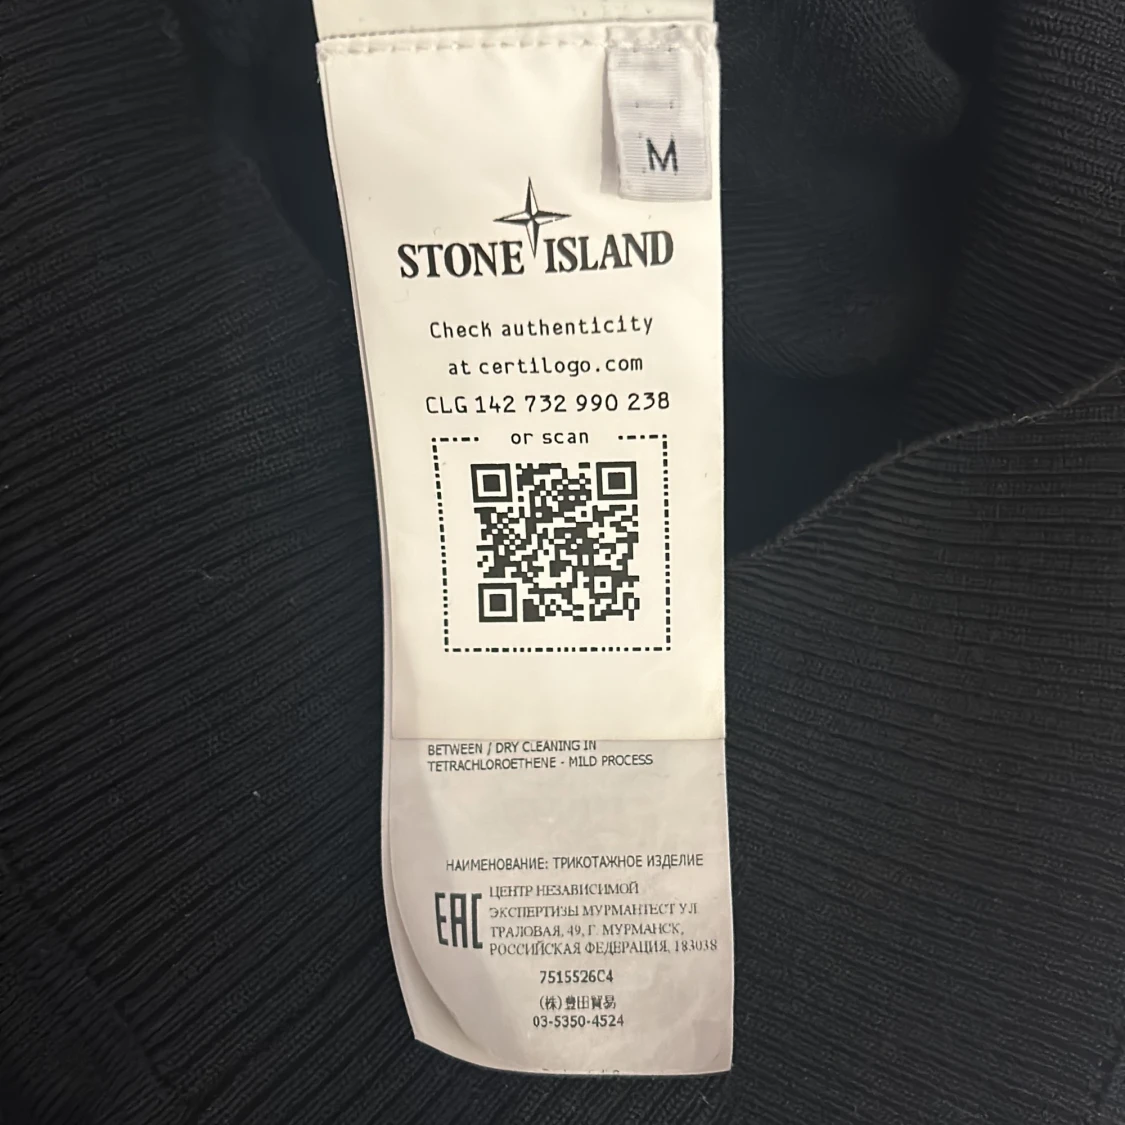 M
STONE ISLAND
Check authenticity
at certilogo.com
CLG 142 732 990 238
or scan
BETWEEN / DRY CLEANING IN
TETRACHLOROETHENE - MILD PROCESS
НАИМЕНОВАНИЕ: ТРИКОТАЖНОЕ ИЗДЕЛИЕ
EAC
ЦЕНТР НЕЗАВИСИМОЙ
ЭКСПЕРТИЗЫ МУРМАНТЕСТ УЛ
ТРАЛОВАЯ, 49, Г. МУРМАНСК,
РОССИЙСКАЯ ФЕДЕРАЦИЯ, 183038
7515526C4
(株)豊田貿易
03-5350-4524